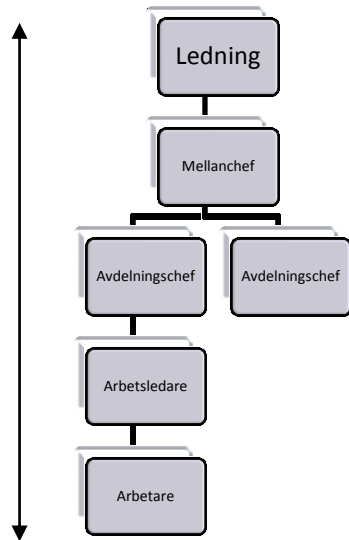 Ledning
Mellanchef
Avdelningschef Avdelningschef
Arbetsledare
Arbetare